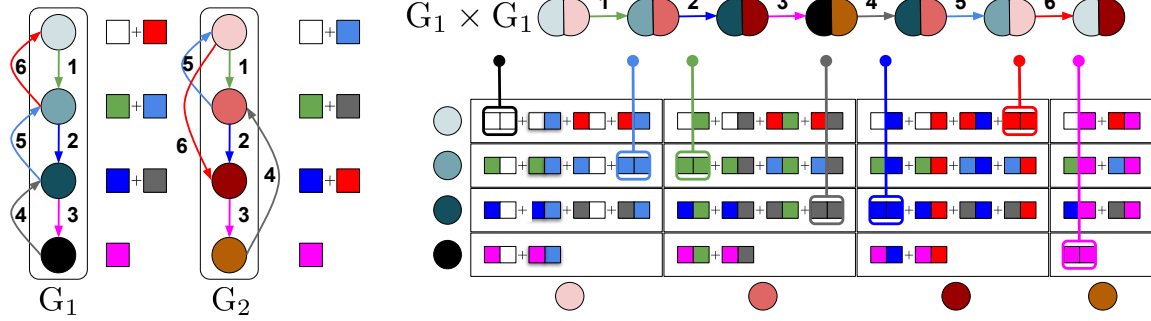 G₁ × G₁
1 2 3 4 5 6
6 1
5 2
4 3
5 1
6 2 4
3
+ + + + + + + + + + + +
G₁ G₂